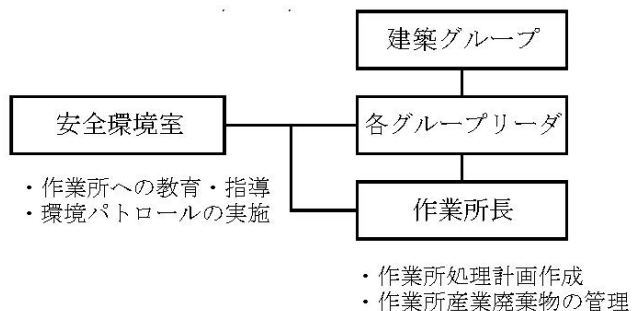 建築グループ
安全環境室
各グループリーダ
・作業所への教育・指導
・環境パトロールの実施
作業所長
・作業所処理計画作成
・作業所産業廃棄物の管理